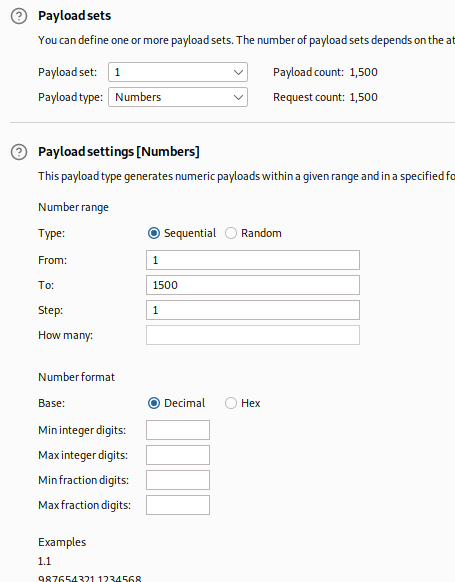 Payload sets
You can define one or more payload sets. The number of payload sets depends on the at
Payload set: 1 Payload count: 1,500
Payload type: Numbers Request count: 1,500
Payload settings [Numbers]
This payload type generates numeric payloads within a given range and in a specified fo
Number range
Type: Sequential Random
From: 1
To: 1500
Step: 1
How many:
Number format
Base: Decimal Hex
Min integer digits:
Max integer digits:
Min fraction digits:
Max fraction digits:
Examples
1.1
987654321.1234568